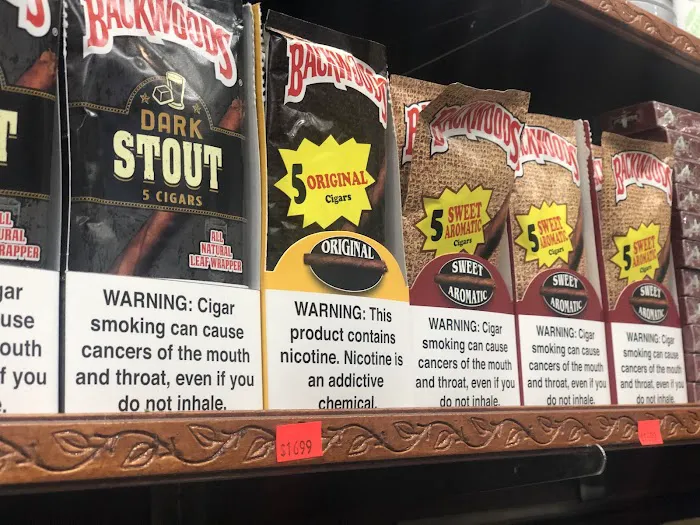 BACKWOODS
DARK
STOUT
5 CIGARS
ALL
NATURAL
LEAF WRAPPER
WARNING: Cigar
smoking can cause
cancers of the mouth
and throat, even if you
do not inhale.
BACKWOODS
5 ORIGINAL
Cigars
ORIGINAL
WARNING: This
product contains
nicotine. Nicotine is
an addictive
chemical.
BACKWOODS
5 SWEET
AROMATIC
Cigars
SWEET
AROMATIC
WARNING: Cigar
smoking can cause
cancers of the mouth
and throat, even if you
do not inhale.
BACKWOODS
5 SWEET
AROMATIC
Cigars
SWEET
AROMATIC
WARNING: Cigar
smoking can cause
cancers of the mouth
and throat, even if you
do not inhale.
BACKWOODS
5 SWEET
AROMATIC
Cigars
SWEET
AROMATIC
WARNING: Cigar
smoking can cause
cancers of the mouth
and throat, even if you
do not inhale.
$16.99